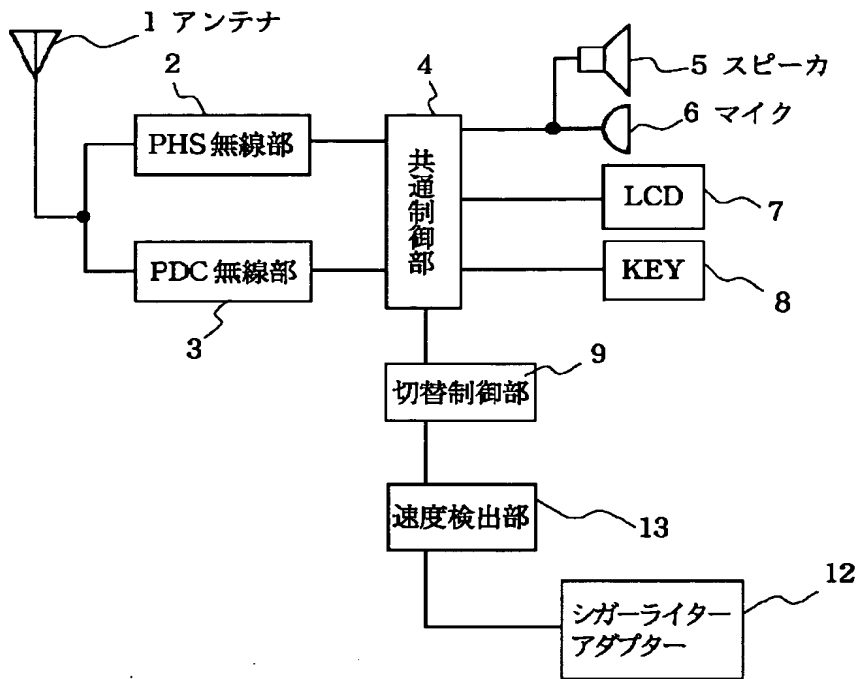 1 アンテナ
2
PHS無線部
PDC無線部
3
4
共通制御部
5 スピーカ
6 マイク
LCD
7
KEY
8
9
切替制御部
速度検出部
13
12
シガーライター
アダプター